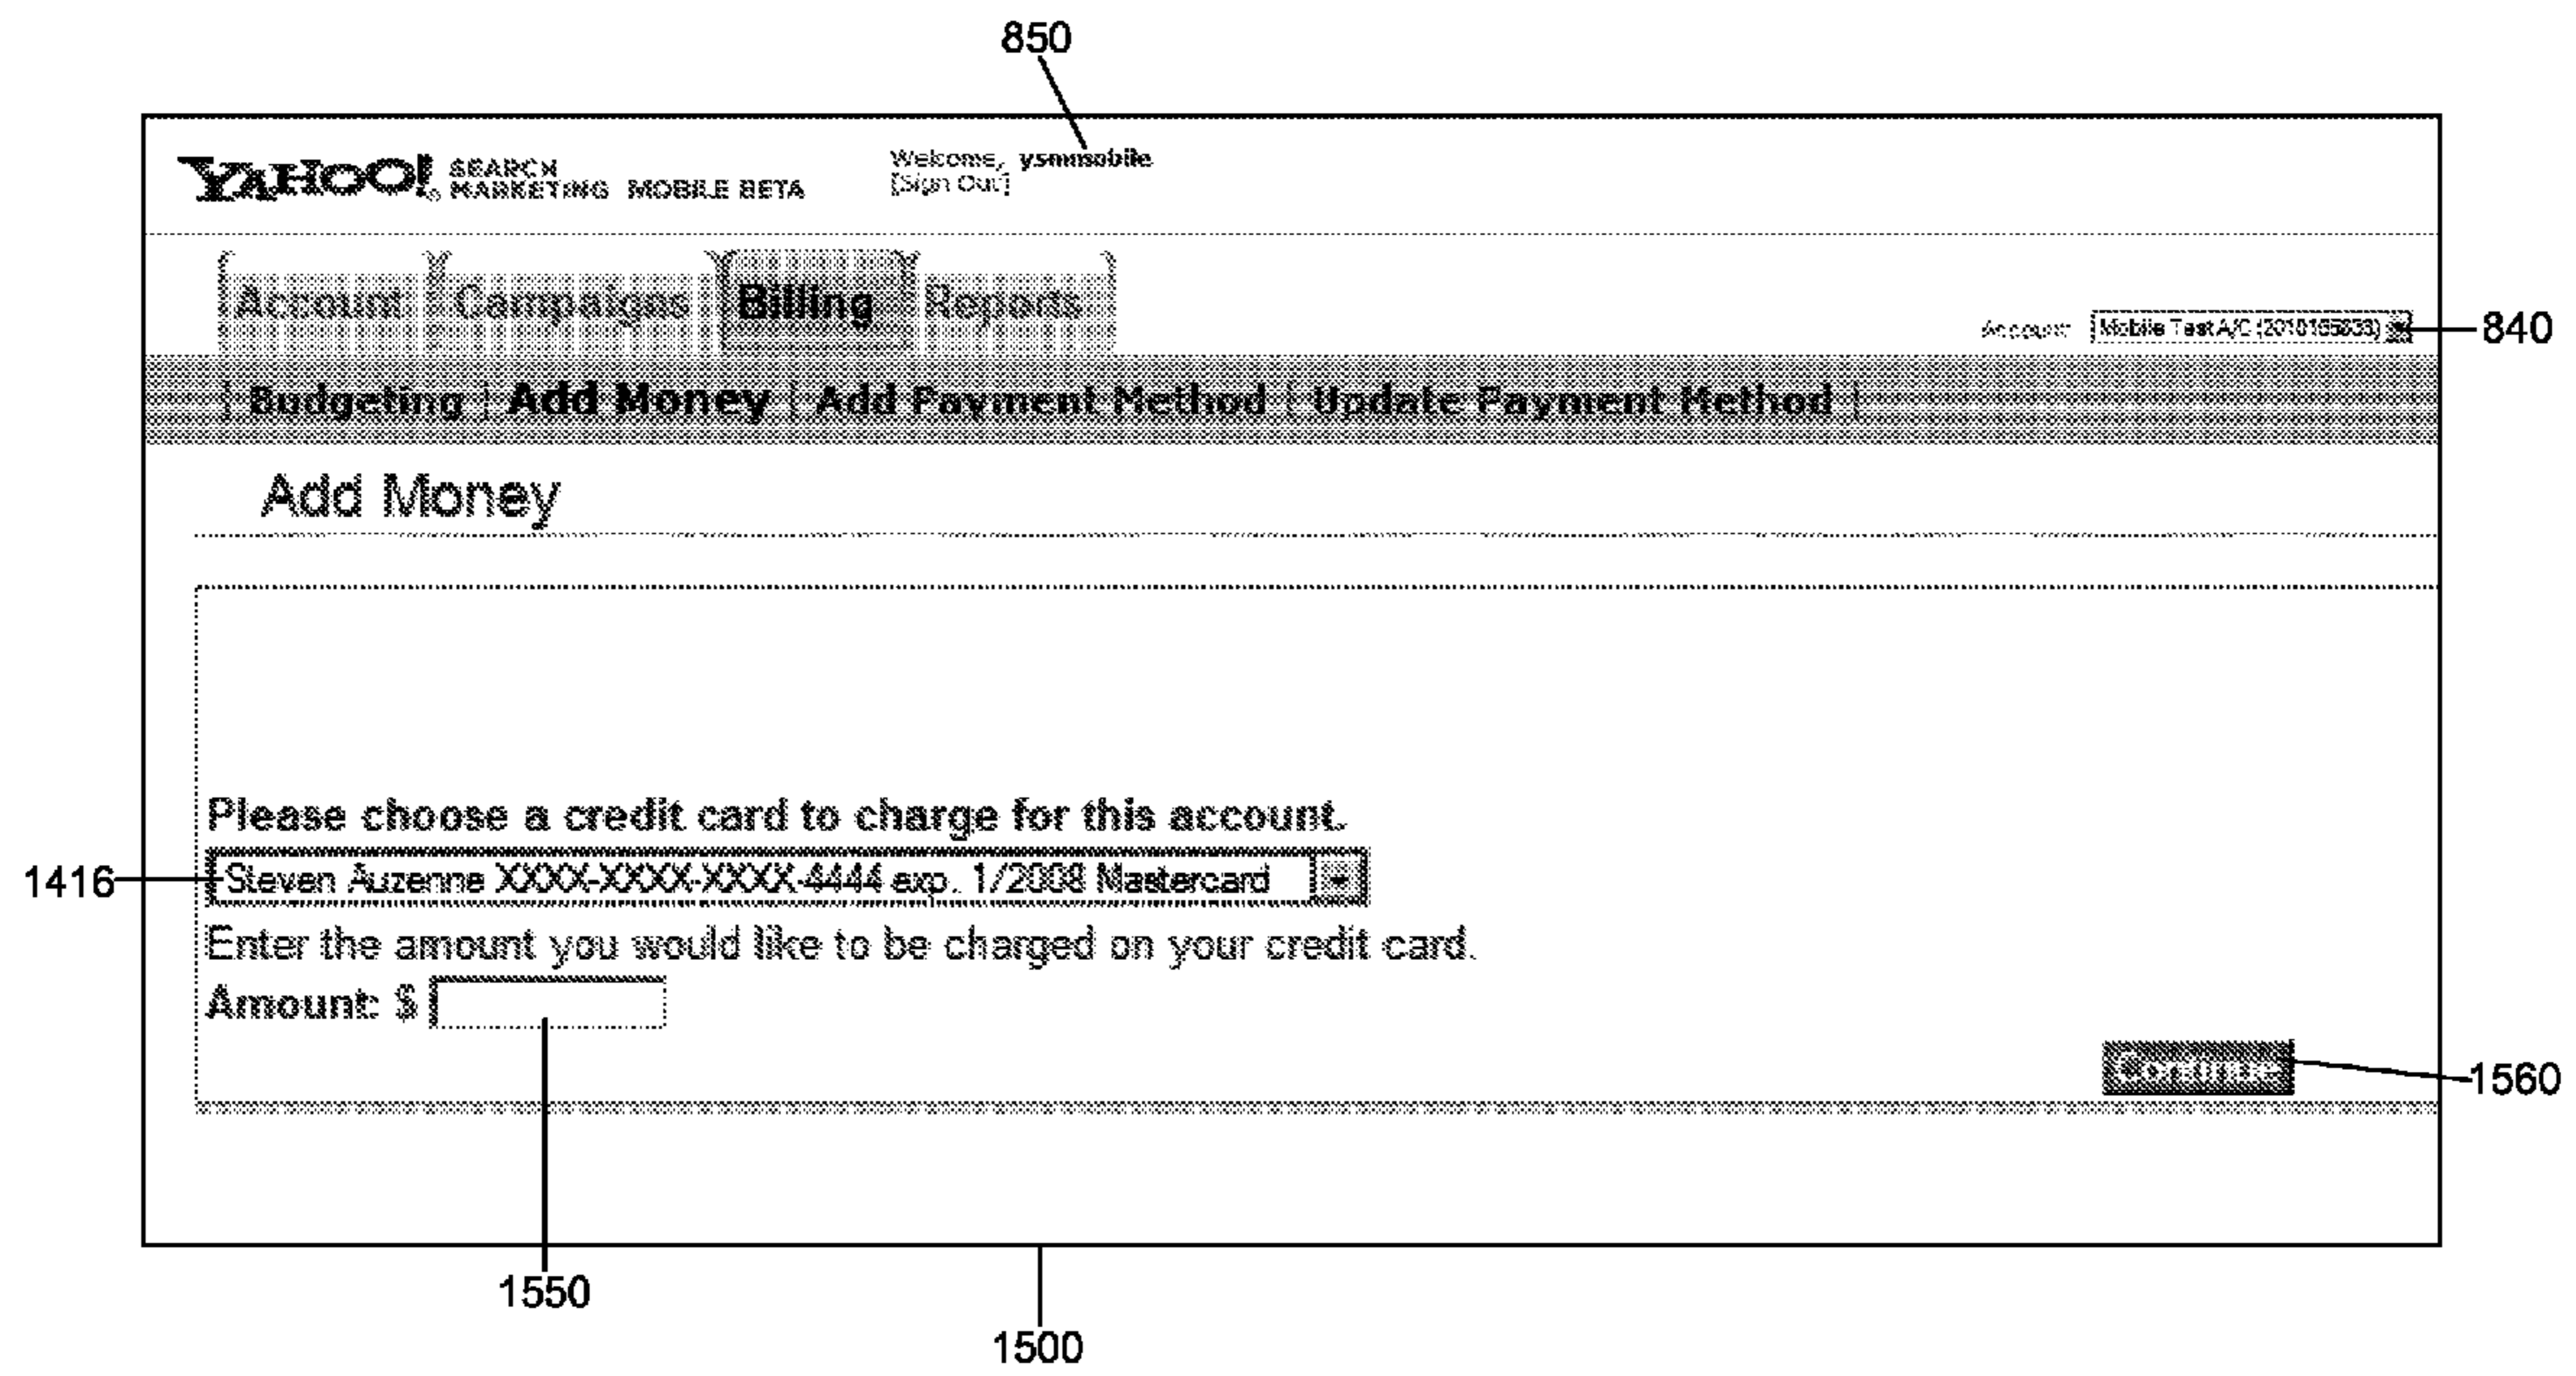 850
YAHOO! SEARCH
MARKETING MOBILE BETA
Welcome, ysmmobile
[Sign Out]
Account Campaigns Billing Reports
Account: Mobile Test A/C
840
| Budgeting | Add Money | Add Payment Method | Update Payment Method |
Add Money
Please choose a credit card to charge for this account.
1416
Steven Auzenne XXXX-XXXX-XXXX-4444 exp. 1/2008 Mastercard
Enter the amount you would like to be charged on your credit card.
Amount: $
Continue
1560
1550
1500